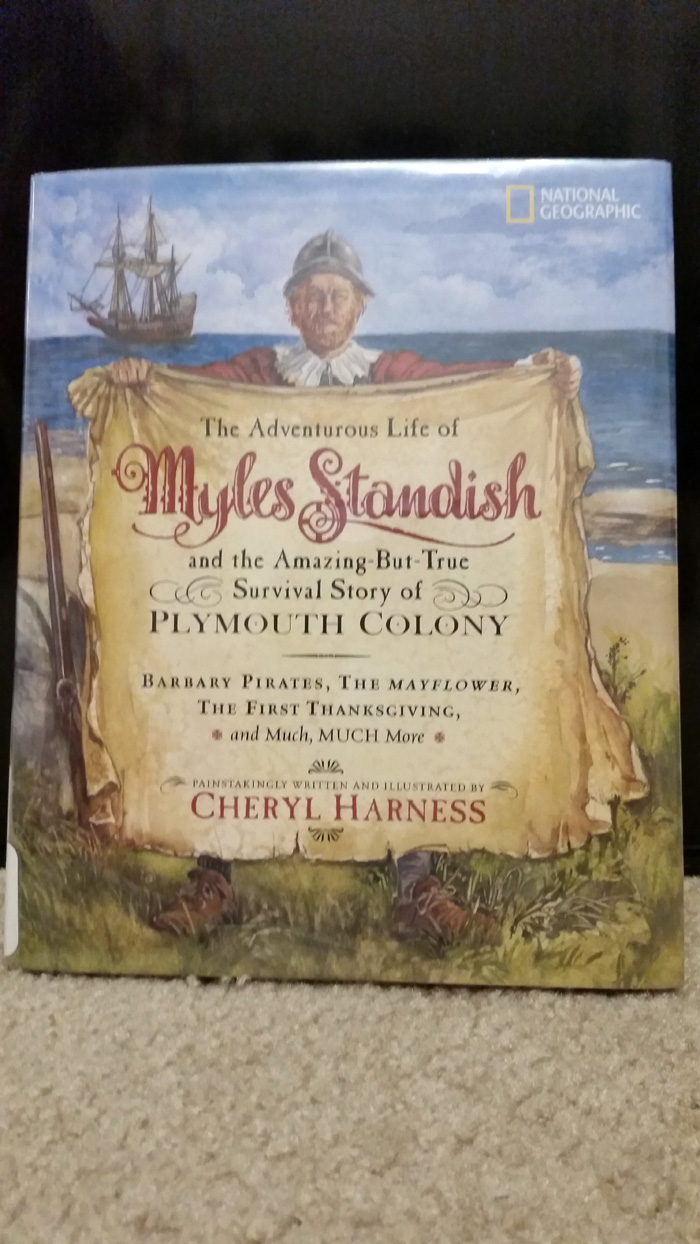 NATIONAL
GEOGRAPHIC
The Adventurous Life of
Myles Standish
and the Amazing-But-True
Survival Story of
PLYMOUTH COLONY
BARBARY PIRATES, THE MAYFLOWER,
THE FIRST THANKSGIVING,
and Much, MUCH More
PAINSTAKINGLY WRITTEN AND ILLUSTRATED BY
CHERYL HARNESS